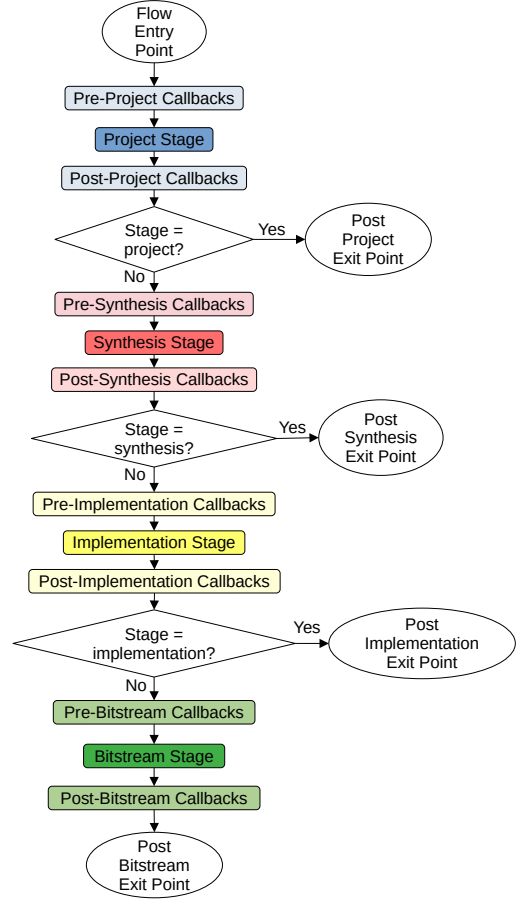 Flow
Entry
Point
Pre-Project Callbacks
Project Stage
Post-Project Callbacks
Stage =
project?
Yes
Post
Project
Exit Point
No
Pre-Synthesis Callbacks
Synthesis Stage
Post-Synthesis Callbacks
Stage =
synthesis?
Yes
Post
Synthesis
Exit Point
No
Pre-Implementation Callbacks
Implementation Stage
Post-Implementation Callbacks
Stage =
implementation?
Yes
Post
Implementation
Exit Point
No
Pre-Bitstream Callbacks
Bitstream Stage
Post-Bitstream Callbacks
Post
Bitstream
Exit Point